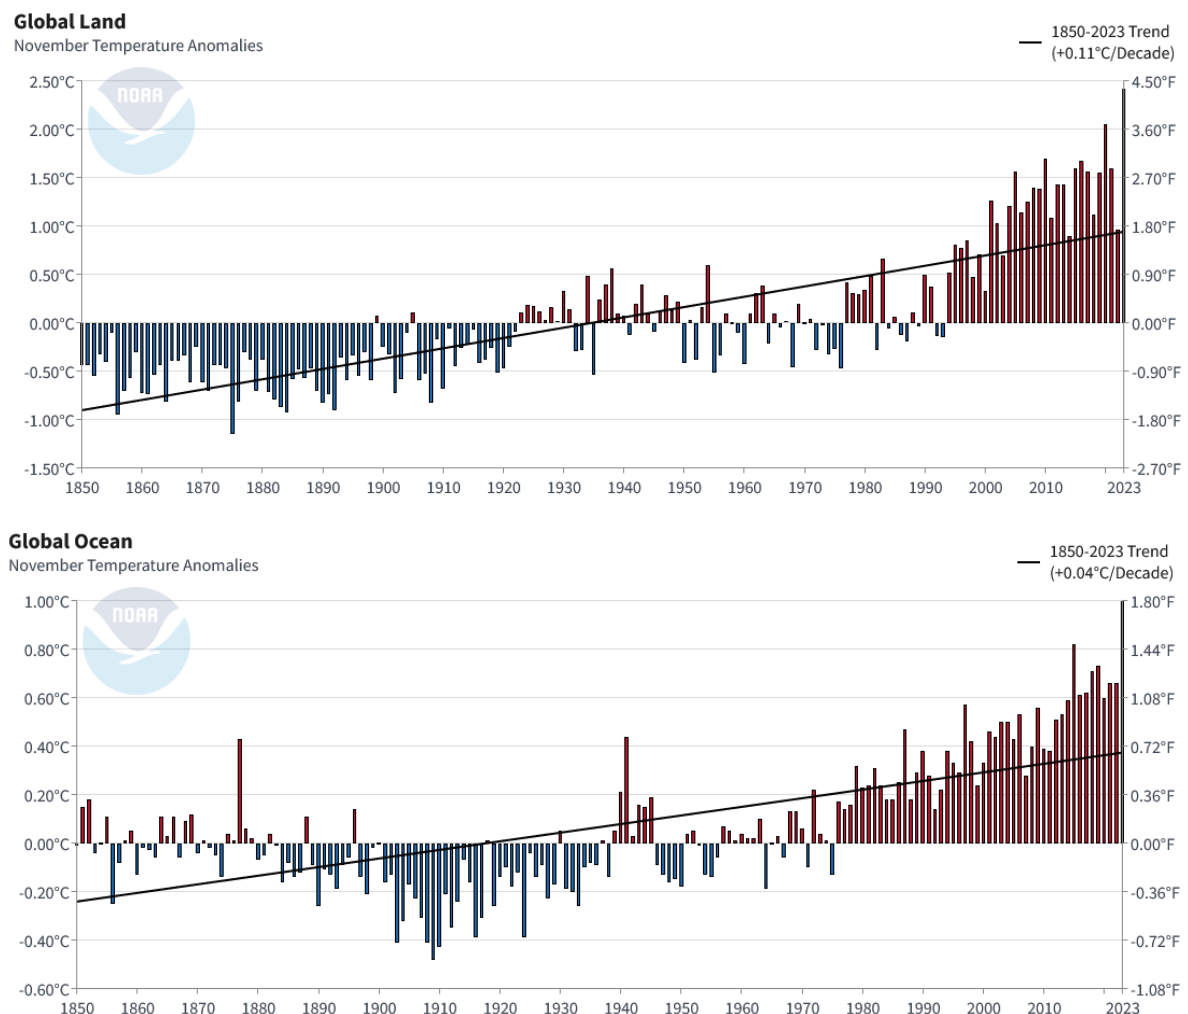 Global Land
November Temperature Anomalies
1850-2023 Trend
(+0.11°C/Decade)
NOAA
2.50°C 4.50°F
2.00°C 3.60°F
1.50°C 2.70°F
1.00°C 1.80°F
0.50°C 0.90°F
0.00°C 0.00°F
-0.50°C -0.90°F
-1.00°C -1.80°F
-1.50°C -2.70°F
1850 1860 1870 1880 1890 1900 1910 1920 1930 1940 1950 1960 1970 1980 1990 2000 2010 2023
Global Ocean
November Temperature Anomalies
1850-2023 Trend
(+0.04°C/Decade)
NOAA
1.00°C 1.80°F
0.80°C 1.44°F
0.60°C 1.08°F
0.40°C 0.72°F
0.20°C 0.36°F
0.00°C 0.00°F
-0.20°C -0.36°F
-0.40°C -0.72°F
-0.60°C -1.08°F
1850 1860 1870 1880 1890 1900 1910 1920 1930 1940 1950 1960 1970 1980 1990 2000 2010 2023